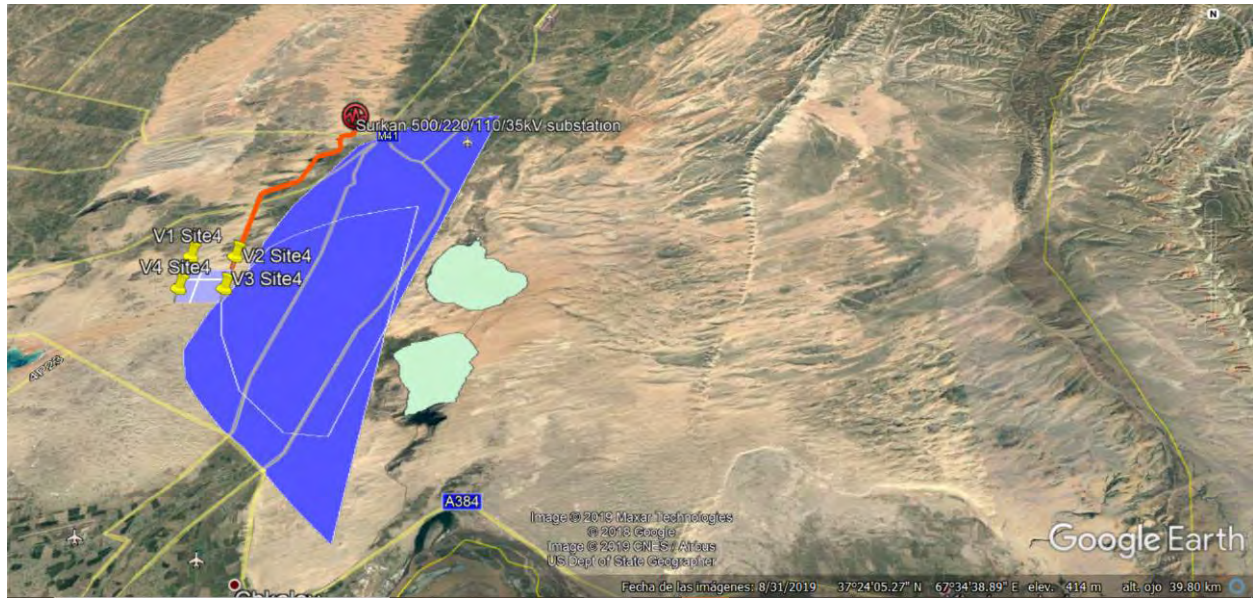 N
Surkan 500/220/110/35kV substation
M41
V1 Site4
V2 Site4
V4 Site4
V3 Site4
A384
Image © 2019 Maxar Technologies
© 2018 Google
Image © 2019 CNES / Airbus
US Dept of State Geographer
Google Earth
Fecha de las imágenes: 8/31/2019 37°24'05.27" N 67°34'38.89" E elev. 414 m alt. ojo 39.80 km